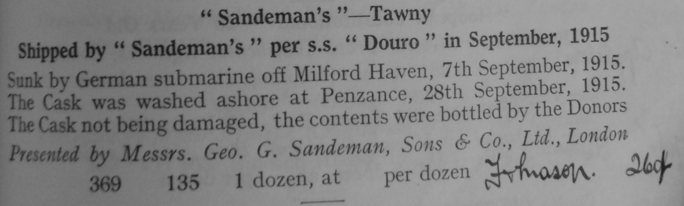 “ Sandeman's ”—Tawny
Shipped by “ Sandeman's ” per s.s. “ Douro ” in September, 1915
Sunk by German submarine off Milford Haven, 7th September, 1915.
The Cask was washed ashore at Penzance, 28th September, 1915.
The Cask not being damaged, the contents were bottled by the Donors
Presented by Messrs. Geo. G. Sandeman, Sons & Co., Ltd., London
369 135 1 dozen, at per dozen Johnason.